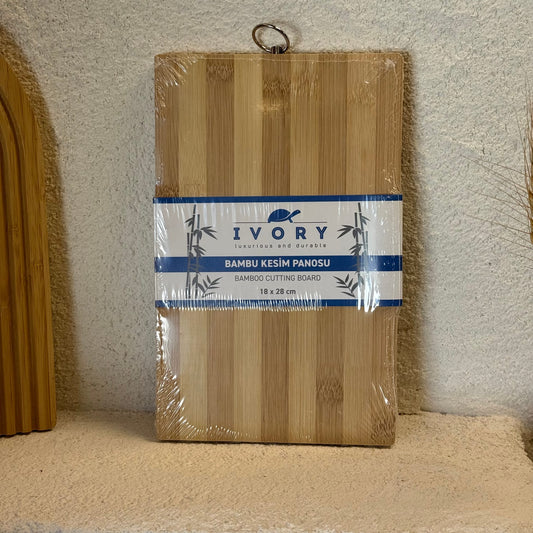 IVORY
luxurious and durable
BAMBU KESİM PANOSU
BAMBOO CUTTING BOARD
18 x 28 cm